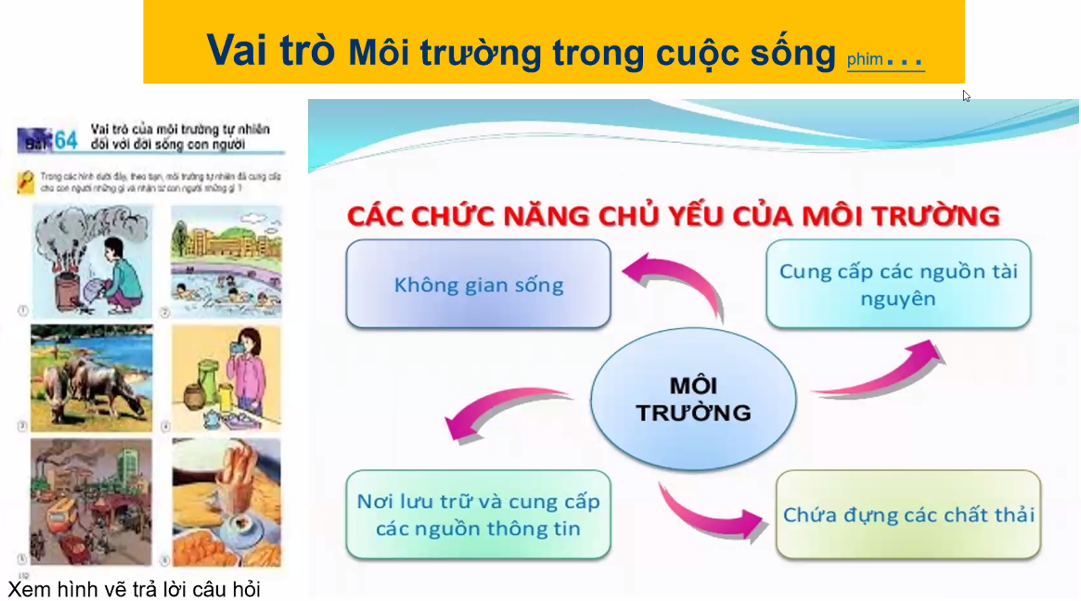 Vai trò Môi trường trong cuộc sống phim...
Bài 64
Vai trò của môi trường tự nhiên
đối với đời sống con người
Trong các hình dưới đây, theo bạn, môi trường tự nhiên đã cung cấp
cho con người những gì và nhận từ con người những gì ?
1
2
3
4
5
6
Xem hình vẽ trả lời câu hỏi
CÁC CHỨC NĂNG CHỦ YẾU CỦA MÔI TRƯỜNG
Không gian sống
Cung cấp các nguồn tài
nguyên
MÔI
TRƯỜNG
Nơi lưu trữ và cung cấp
các nguồn thông tin
Chứa đựng các chất thải